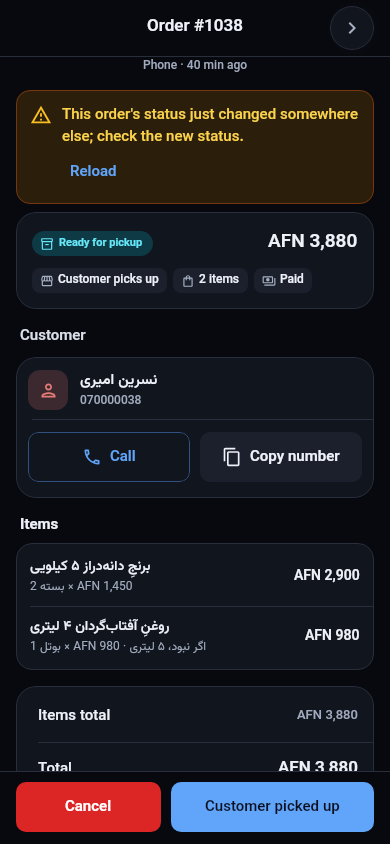 Order #1038
Phone · 40 min ago
This order's status just changed somewhere
else; check the new status.
Reload
Ready for pickup
AFN 3,880
Customer picks up
2 items
Paid
Customer
نسرین امیری
070000038
Call
Copy number
Items
برنجِ دانه‌دراز ۵ کیلویی
AFN 2,900
2 بسته × AFN 1,450
روغنِ آفتاب‌گردان ۴ لیتری
AFN 980
1 بوتل × AFN 980 · اگر نبود، ۵ لیتری
Items total
AFN 3,880
Total
AFN 3,880
Cancel
Customer picked up